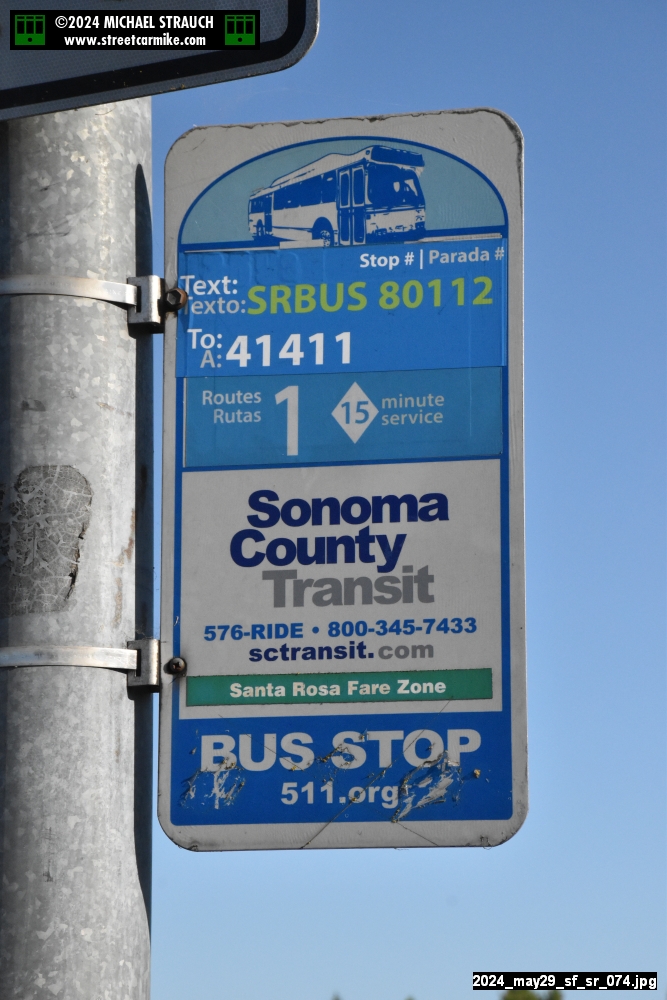 ©2024 MICHAEL STRAUCH
www.streetcarmike.com
Stop # | Parada #
Text:
Texto: SRBUS 80112
To:
A: 41411
Routes
Rutas 1 15 minute
service
Sonoma
County
Transit
576-RIDE • 800-345-7433
sctransit.com
Santa Rosa Fare Zone
BUS STOP
511.org
2024_may29_sf_sr_074.jpg